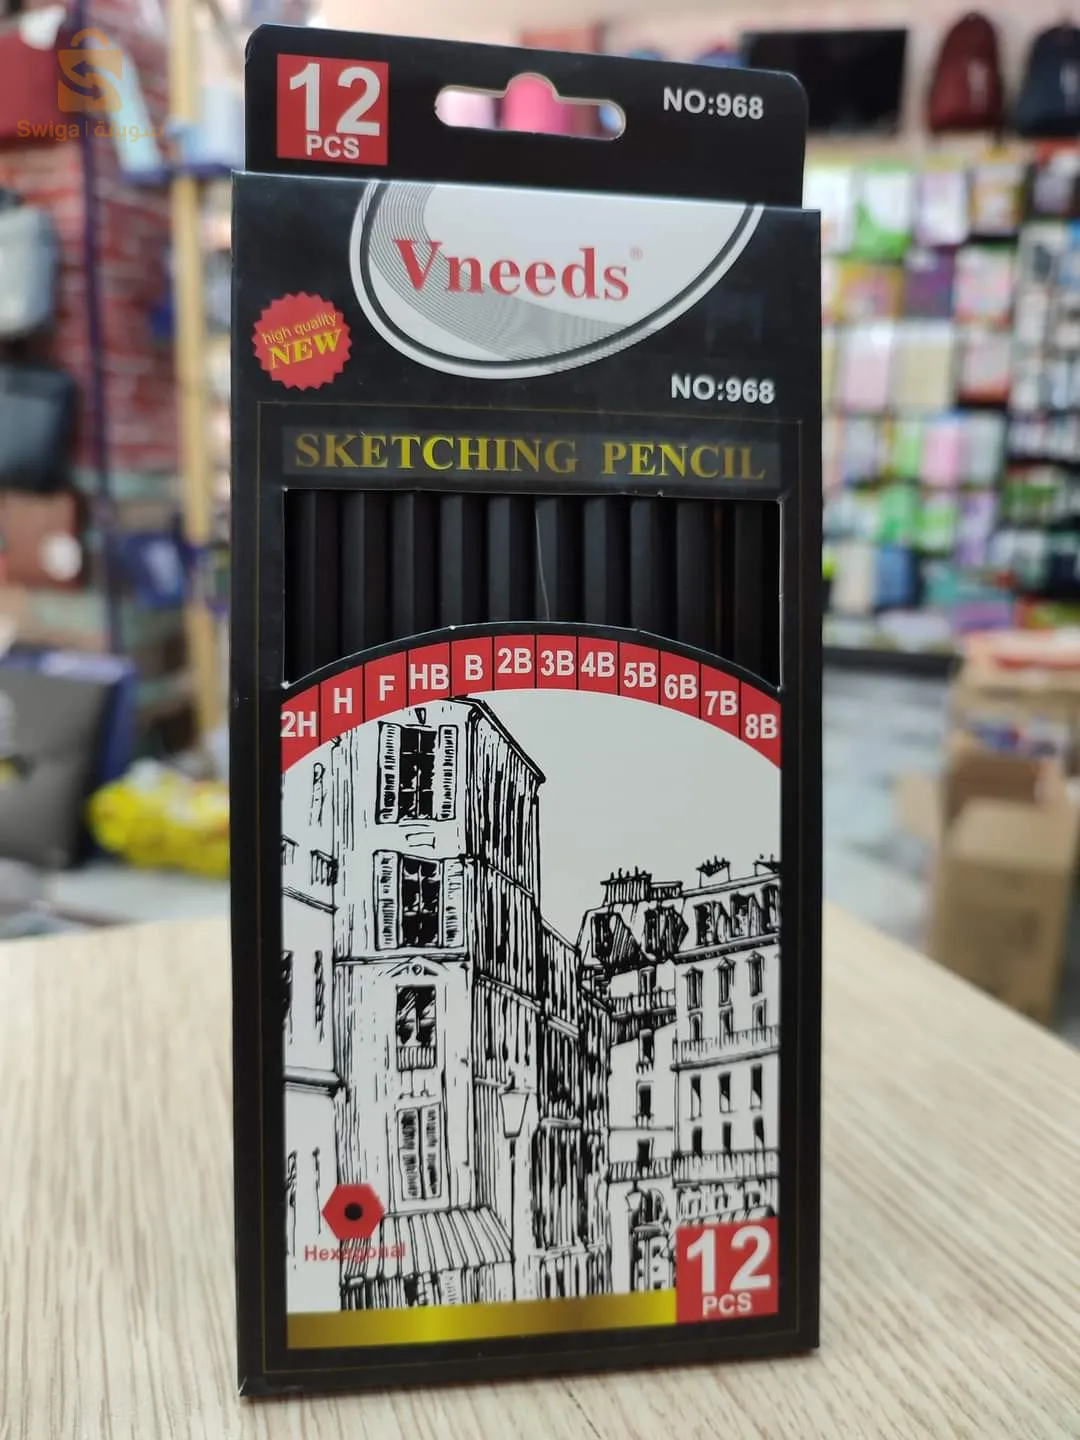 12
PCS
NO:968
Swiga | سويقة
Vneeds®
high quality
NEW
NO:968
SKETCHING PENCIL
2H H F HB B 2B 3B 4B 5B 6B 7B 8B
Hexagonal
12
PCS